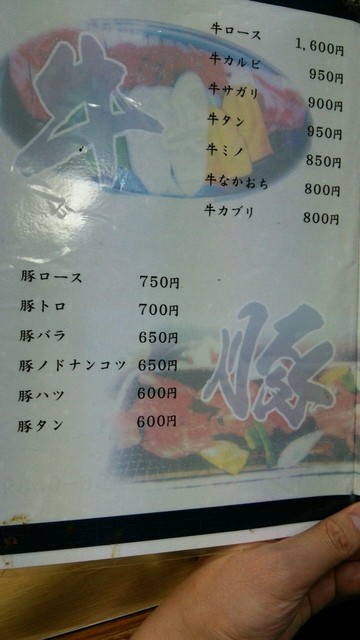 牛
牛ロース 1,600円
牛カルビ 950円
牛サガリ 900円
牛タン 950円
牛ミノ 850円
牛なかおち 800円
牛カブリ 800円
豚ロース 750円
豚トロ 700円
豚バラ 650円
豚ノドナンコツ 650円
豚ハツ 600円
豚タン 600円
豚